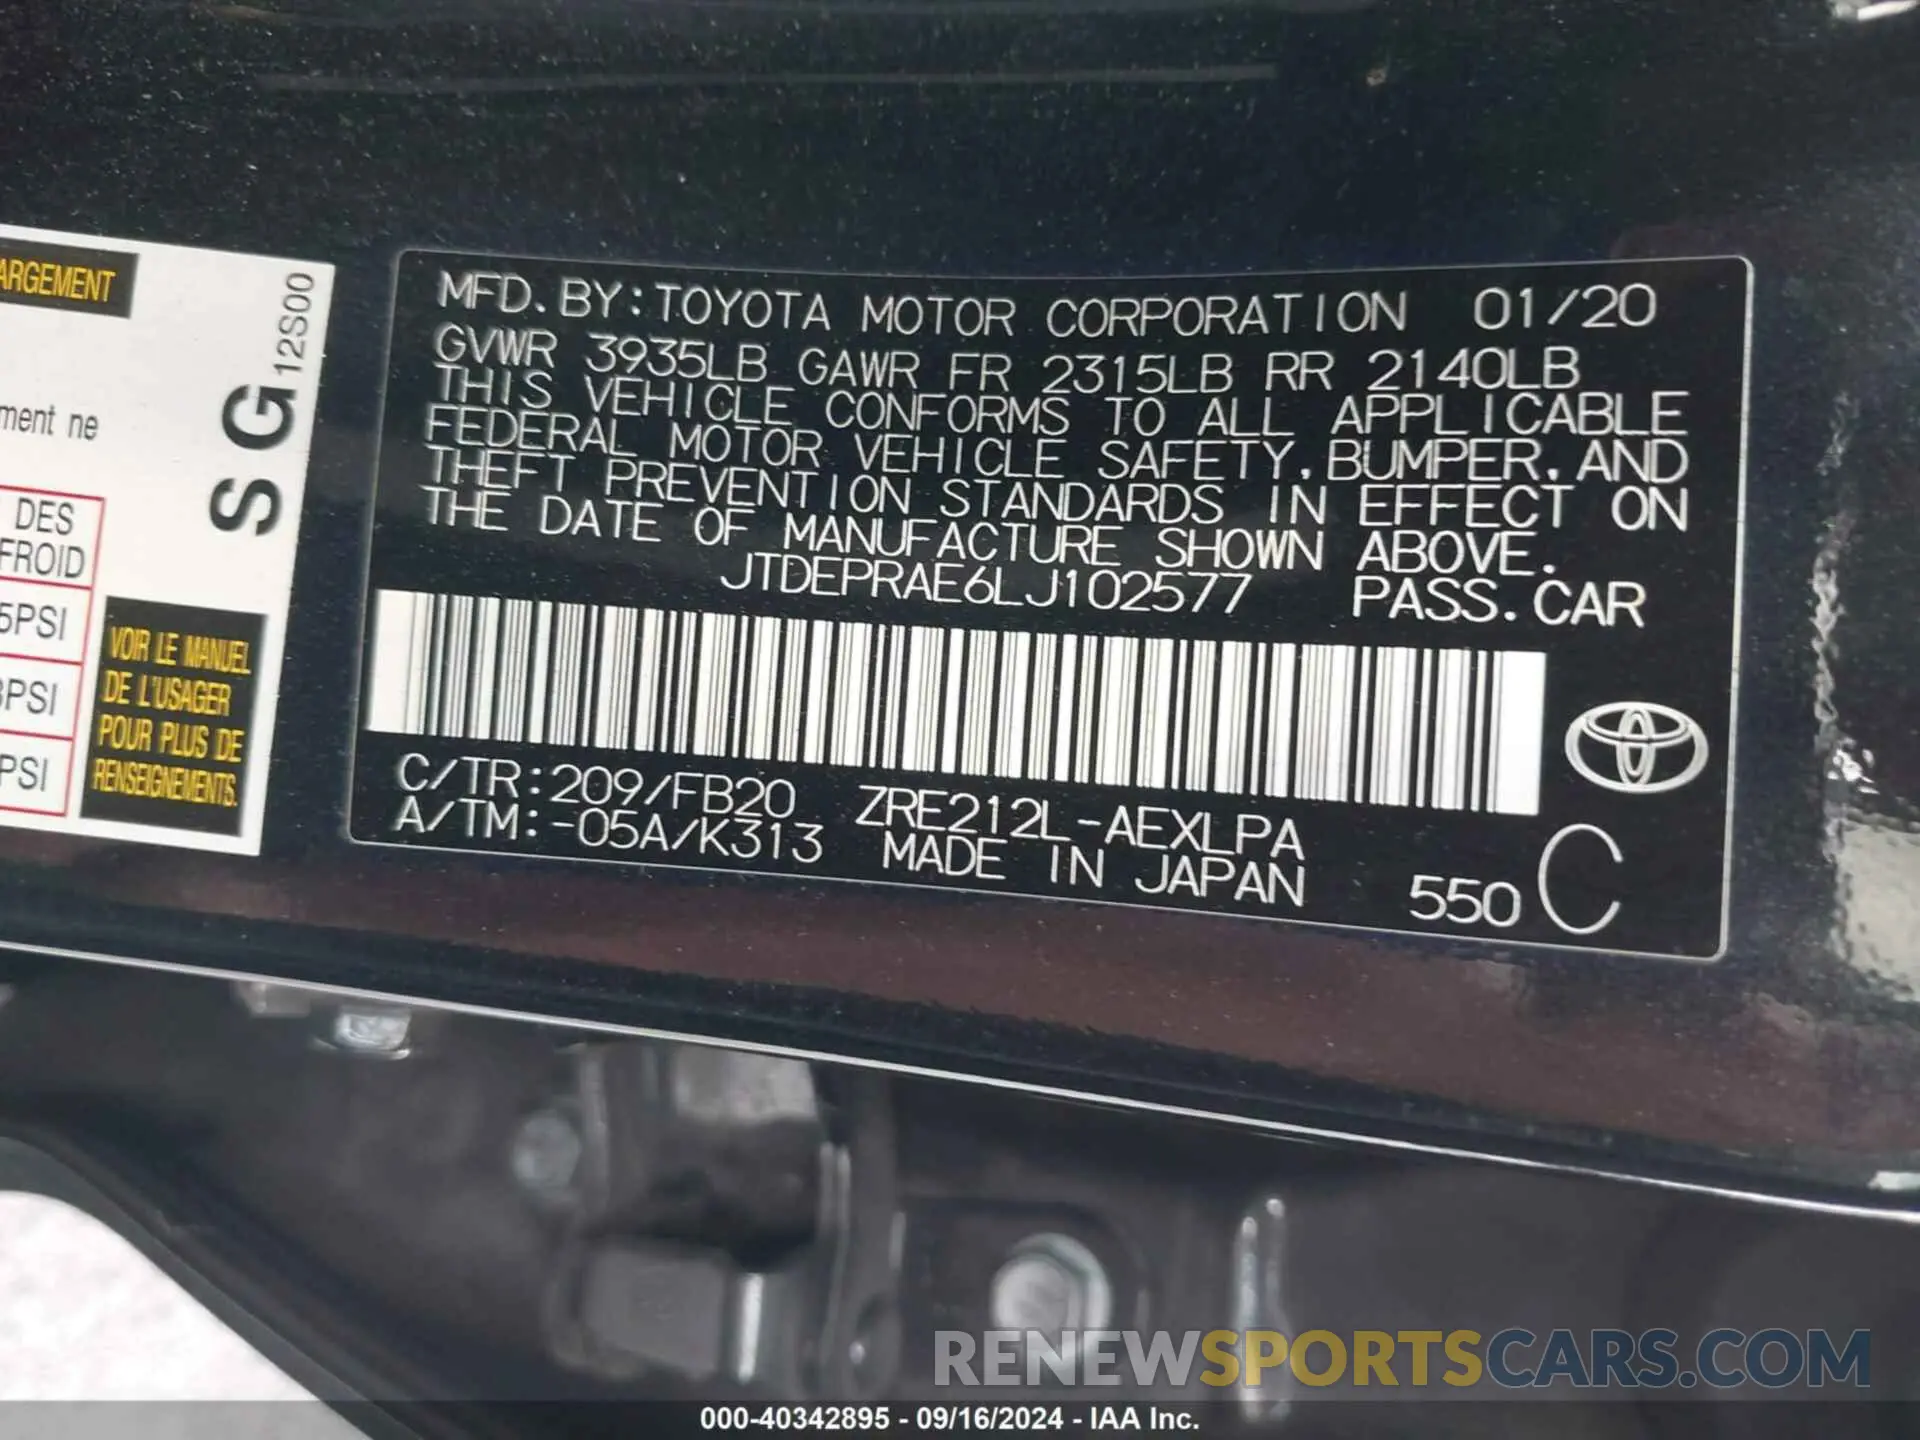 ARGEMENT
ment ne
DES
FROID
5PSI
PSI
PSI
VOIR LE MANUEL
DE L'USAGER
POUR PLUS DE
RENSEIGNEMENTS.
SG
12S00
MFD. BY: TOYOTA MOTOR CORPORATION 01/20
GVWR 3935LB GAWR FR 2315LB RR 2140LB
THIS VEHICLE CONFORMS TO ALL APPLICABLE
FEDERAL MOTOR VEHICLE SAFETY, BUMPER, AND
THEFT PREVENTION STANDARDS IN EFFECT ON
THE DATE OF MANUFACTURE SHOWN ABOVE.
JTDEPRAE6LJ102577 PASS. CAR
C/TR: 209/FB20 ZRE212L-AEXLPA
A/TM: -05A/K313 MADE IN JAPAN 550 C
RENEWSPORTSCARS.COM
000-40342895 - 09/16/2024 - IAA Inc.